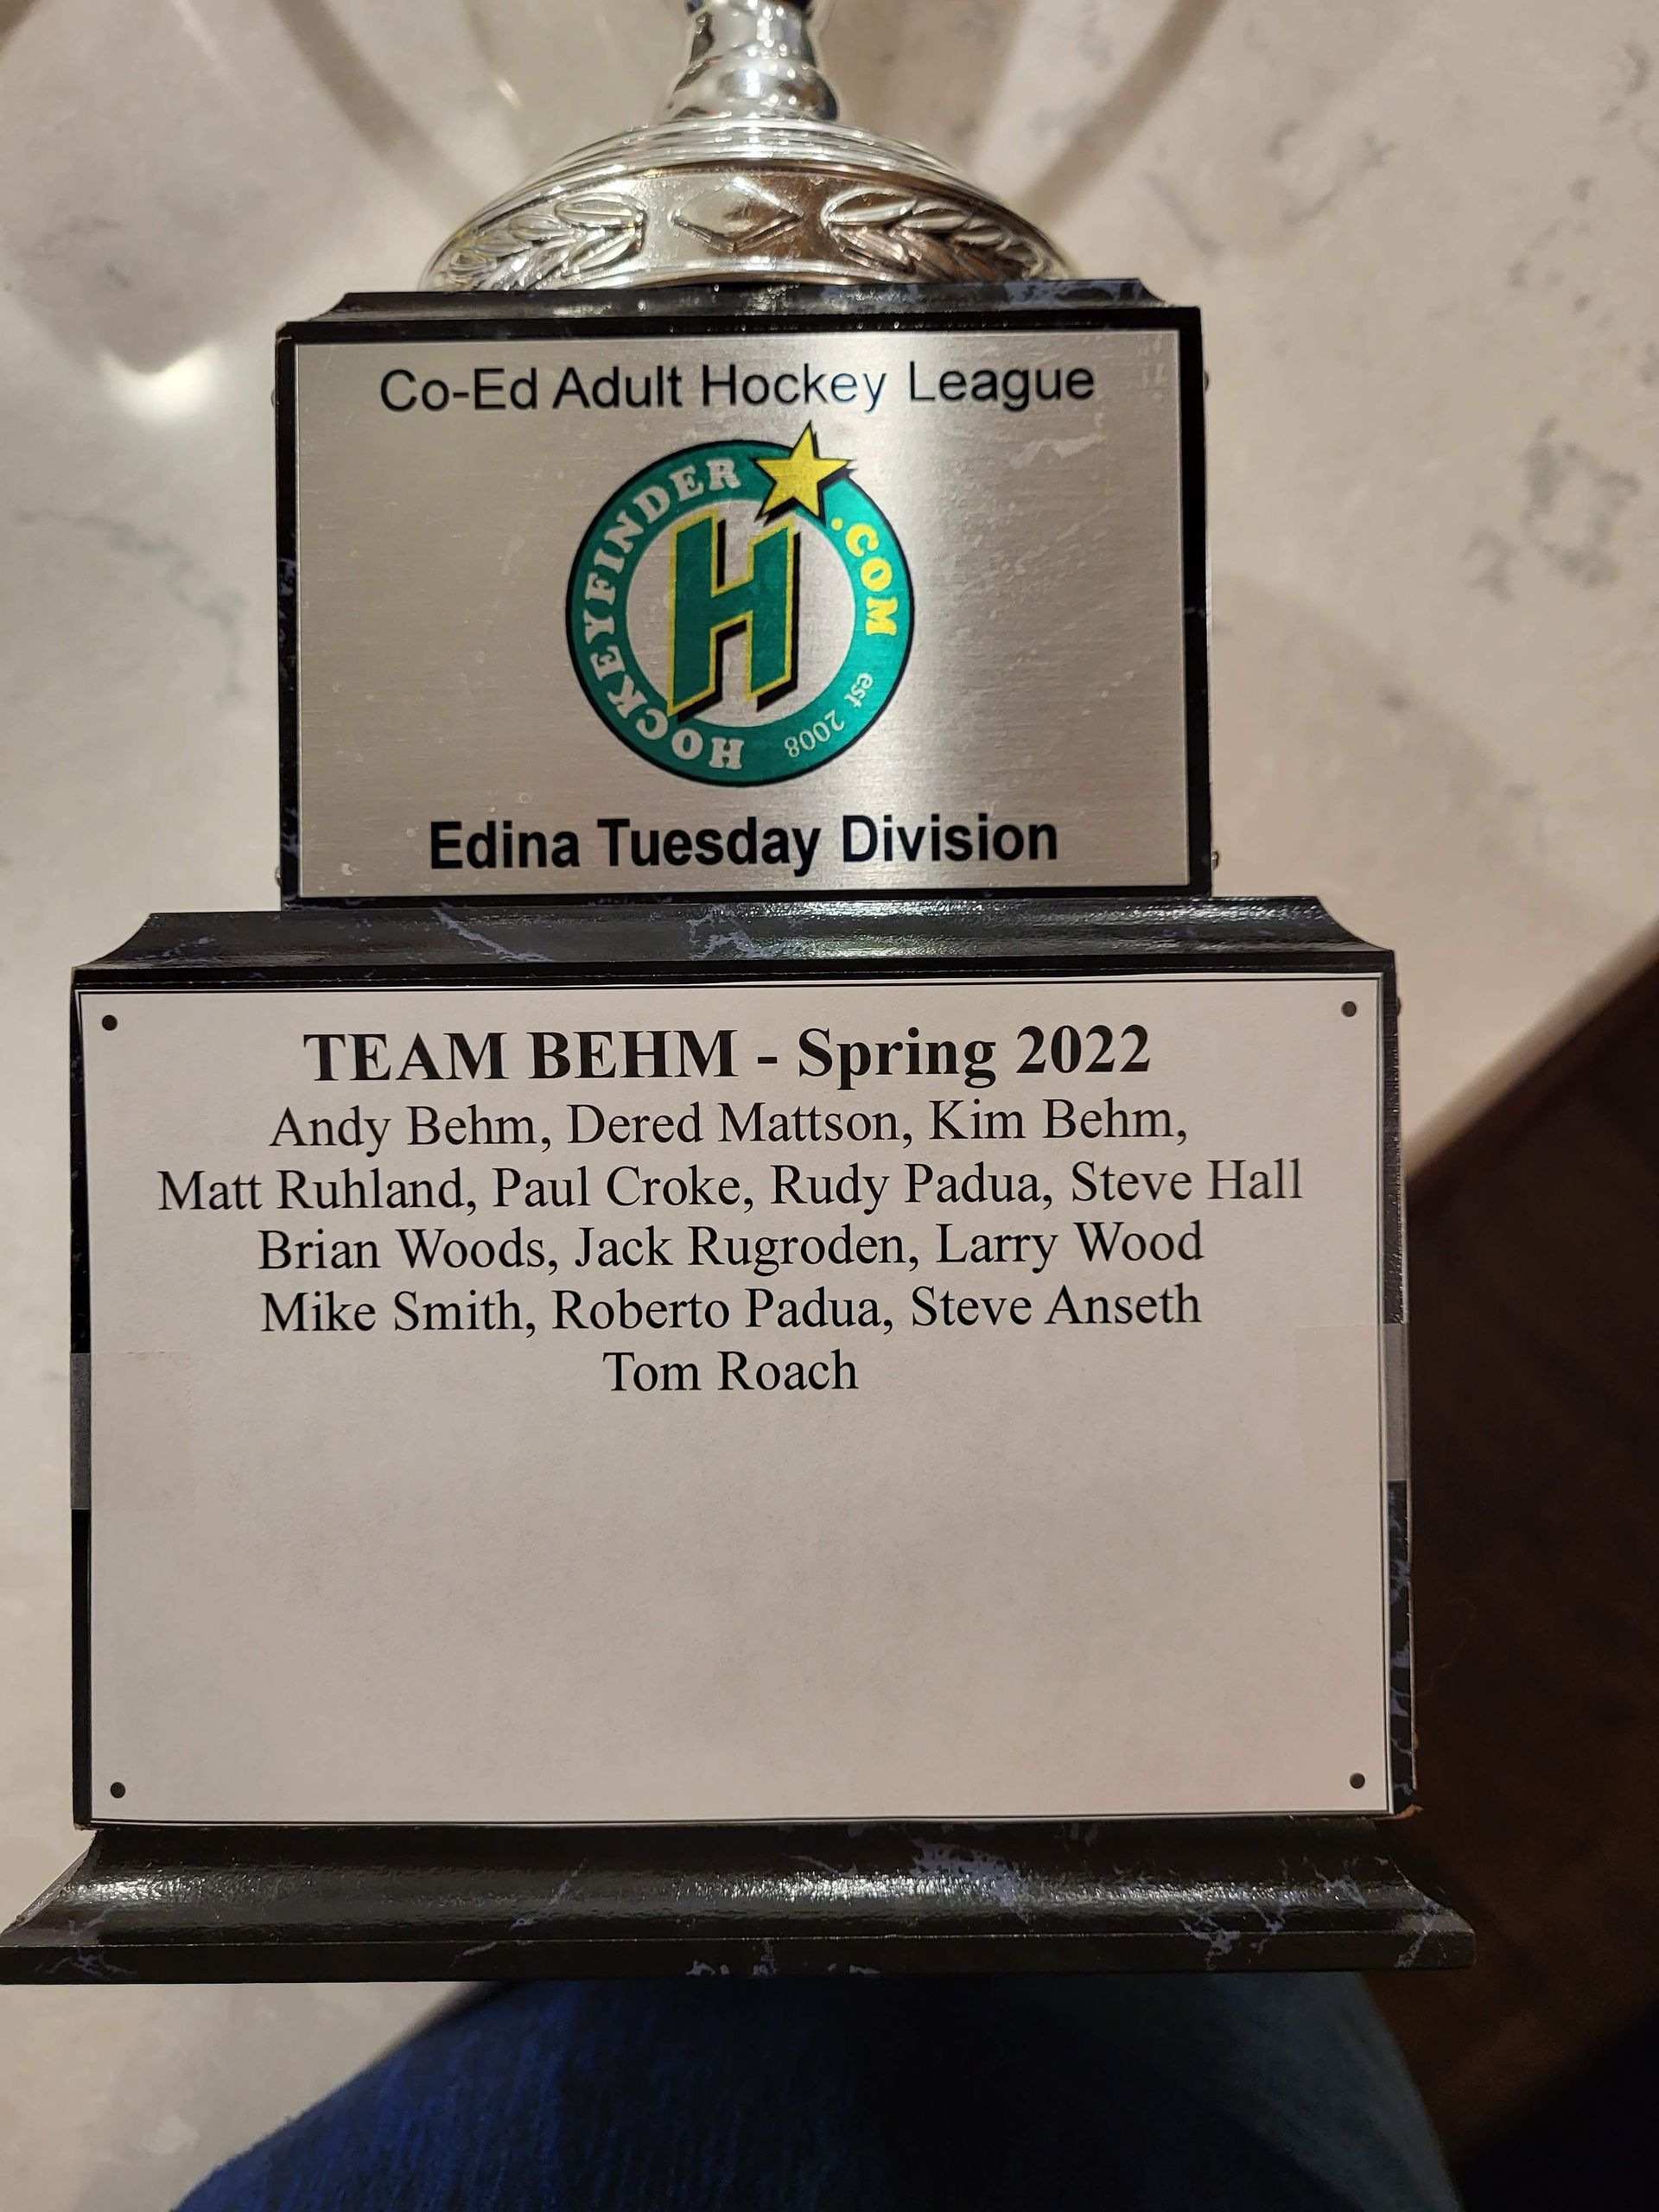 Co-Ed Adult Hockey League
HOCKEYFINDER .COM est 2008
H
Edina Tuesday Division
TEAM BEHM - Spring 2022
Andy Behm, Dered Mattson, Kim Behm,
Matt Ruhland, Paul Croke, Rudy Padua, Steve Hall
Brian Woods, Jack Rugroden, Larry Wood
Mike Smith, Roberto Padua, Steve Anseth
Tom Roach